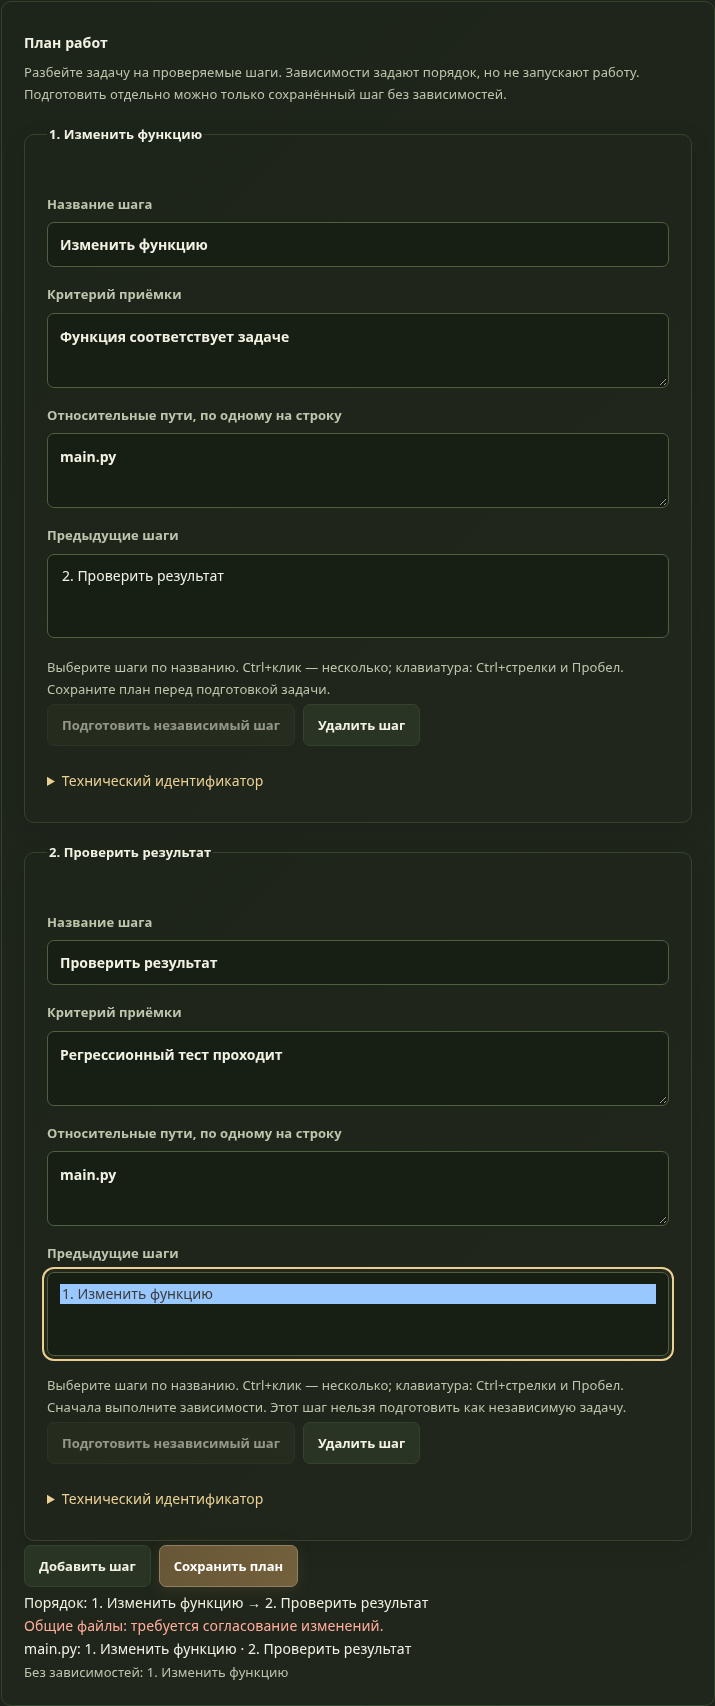 План работ
Разбейте задачу на проверяемые шаги. Зависимости задают порядок, но не запускают работу.
Подготовить отдельно можно только сохранённый шаг без зависимостей.
1. Изменить функцию
Название шага
Изменить функцию
Критерий приёмки
Функция соответствует задаче
Относительные пути, по одному на строку
main.py
Предыдущие шаги
2. Проверить результат
Выберите шаги по названию. Ctrl+клик — несколько; клавиатура: Ctrl+стрелки и Пробел.
Сохраните план перед подготовкой задачи.
Подготовить независимый шаг Удалить шаг
▶ Технический идентификатор
2. Проверить результат
Название шага
Проверить результат
Критерий приёмки
Регрессионный тест проходит
Относительные пути, по одному на строку
main.py
Предыдущие шаги
1. Изменить функцию
Выберите шаги по названию. Ctrl+клик — несколько; клавиатура: Ctrl+стрелки и Пробел.
Сначала выполните зависимости. Этот шаг нельзя подготовить как независимую задачу.
Подготовить независимый шаг Удалить шаг
▶ Технический идентификатор
Добавить шаг Сохранить план
Порядок: 1. Изменить функцию → 2. Проверить результат
Общие файлы: требуется согласование изменений.
main.py: 1. Изменить функцию · 2. Проверить результат
Без зависимостей: 1. Изменить функцию